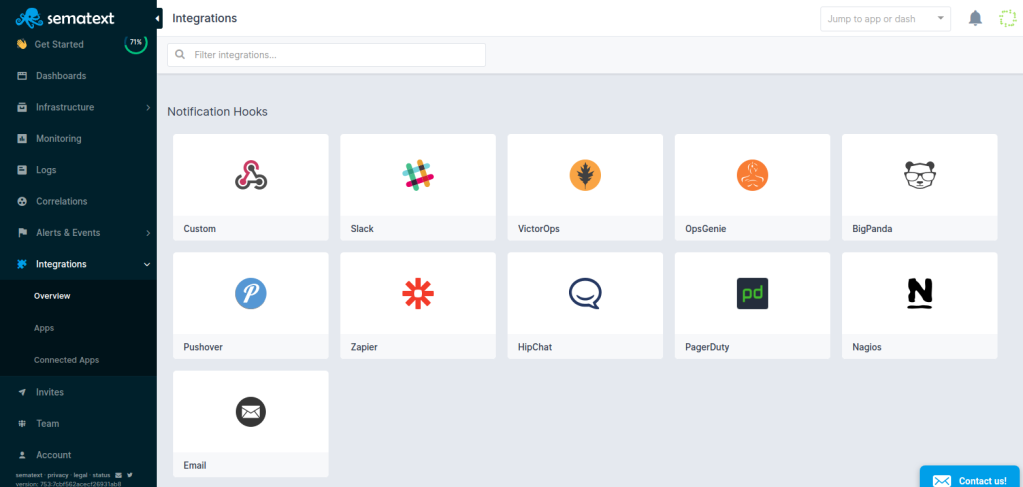 sematext
Integrations
Jump to app or dash
Get Started
71%
Filter integrations...
Dashboards
Infrastructure
Monitoring
Logs
Correlations
Alerts & Events
Integrations
Overview
Apps
Connected Apps
Invites
Team
Account
sematext · privacy · legal · status
version: 753:7cbf562acecf26931ab8
Notification Hooks
Custom
Slack
VictorOps
OpsGenie
BigPanda
P
Pushover
Zapier
HipChat
pd
PagerDuty
N
Nagios
Email
Contact us!